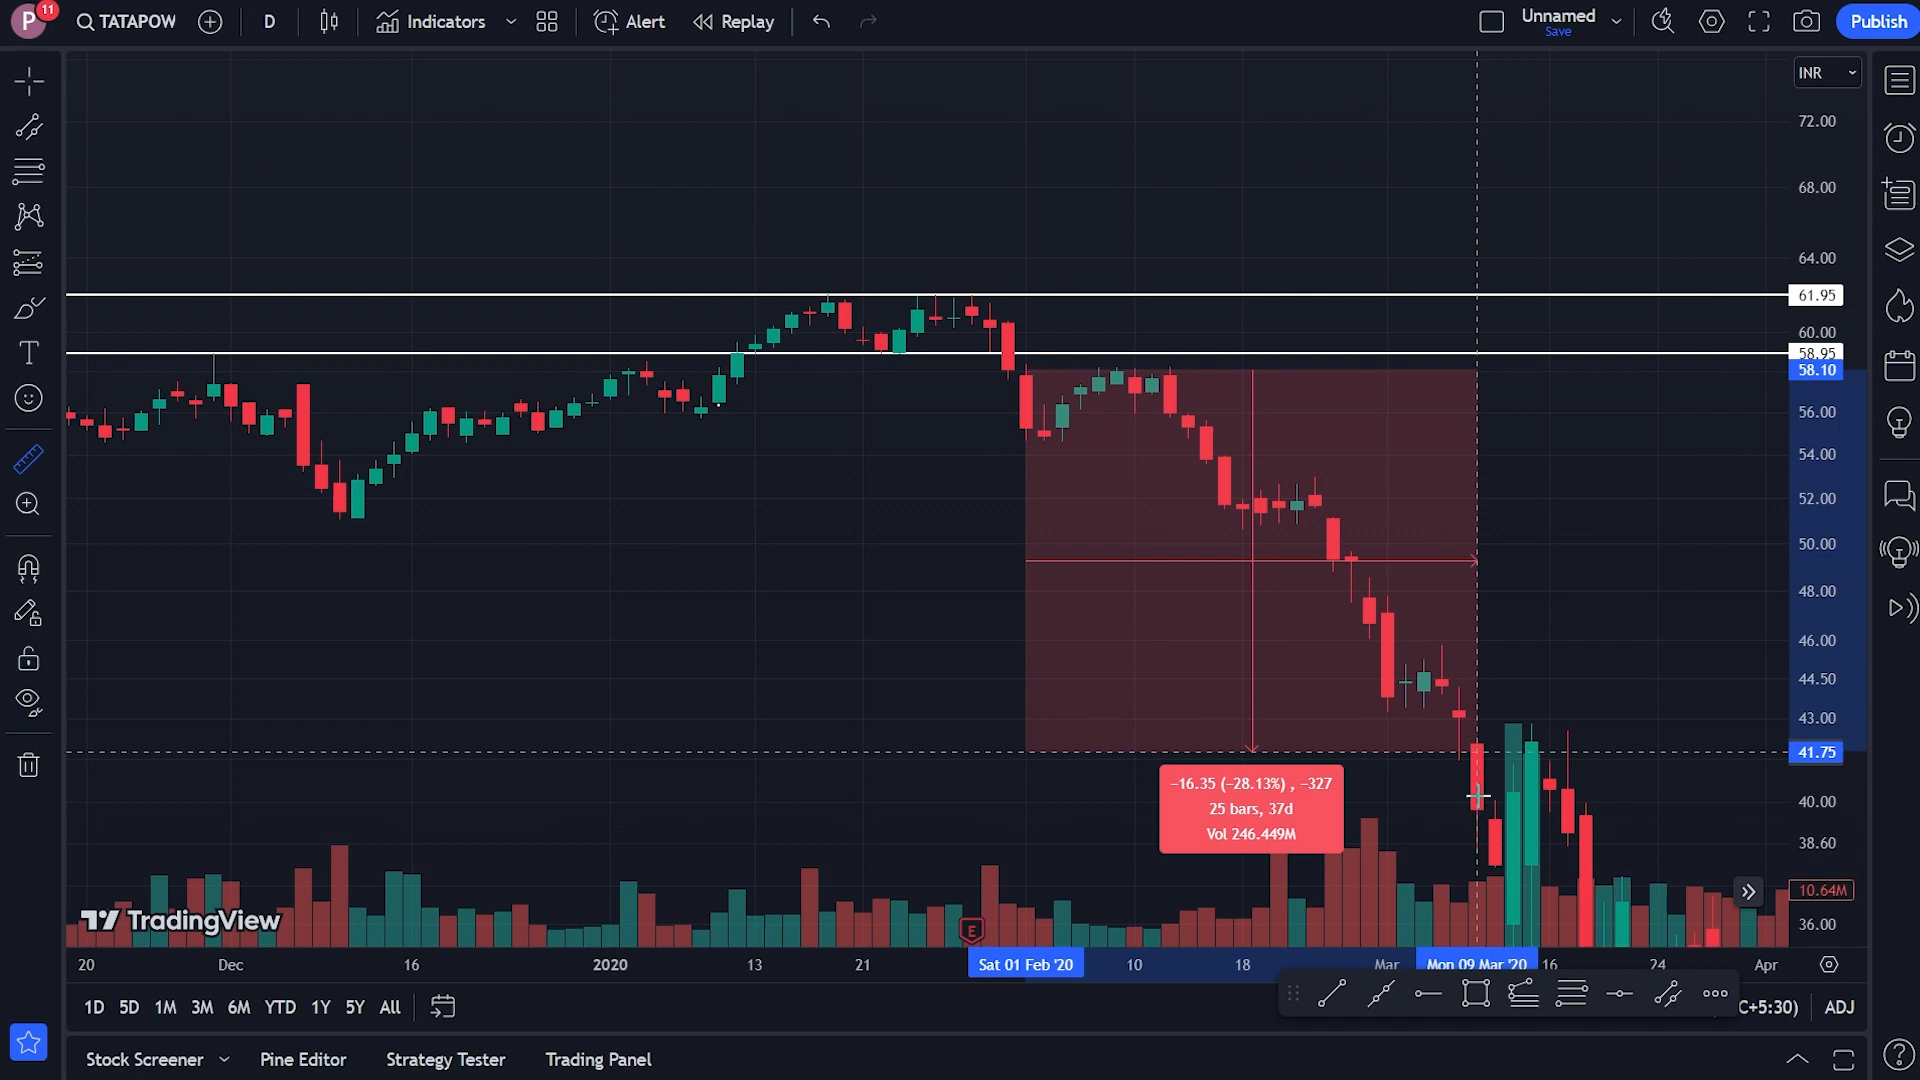 P
11
TATAPOW
D
Indicators
Alert
Replay
Unnamed
Save
Publish
INR
72.00
68.00
64.00
61.95
60.00
58.95
58.10
56.00
54.00
52.00
50.00
48.00
46.00
44.50
43.00
41.75
40.00
38.60
10.64M
36.00
−16.35 (−28.13%) , −327
25 bars, 37d
Vol 246.449M
TradingView
E
20
Dec
16
2020
13
21
Sat 01 Feb '20
10
18
Mar
Mon 09 Mar '20
16
24
Apr
1D 5D 1M 3M 6M YTD 1Y 5Y All
C+5:30)
ADJ
Stock Screener
Pine Editor
Strategy Tester
Trading Panel